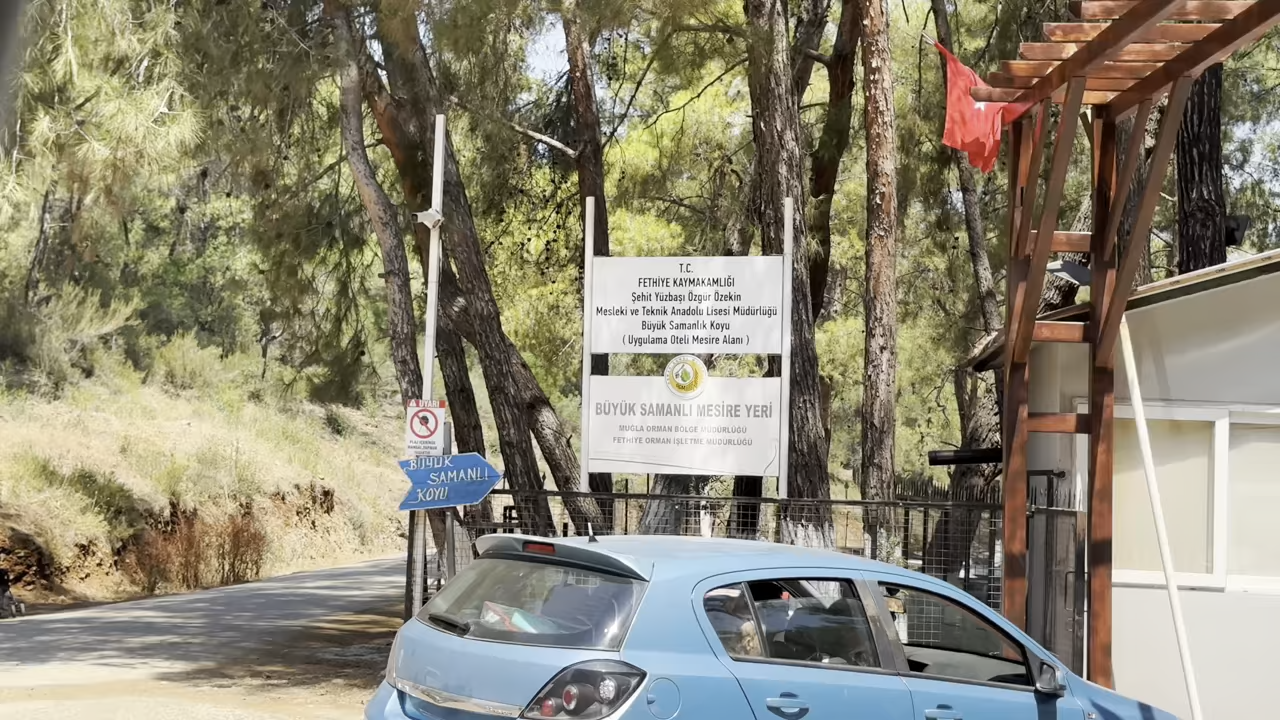 T.C.
FETHİYE KAYMAKAMLIĞI
Şehit Yüzbaşı Özgür Özekin
Mesleki ve Teknik Anadolu Lisesi Müdürlüğü
Büyük Samanlık Koyu
( Uygulama Oteli Mesire Alanı )
BÜYÜK SAMANLI MESİRE YERİ
MUĞLA ORMAN BÖLGE MÜDÜRLÜĞÜ
FETHİYE ORMAN İŞLETME MÜDÜRLÜĞÜ
UYARI
BÜYÜK
SAMANLI
KOYU